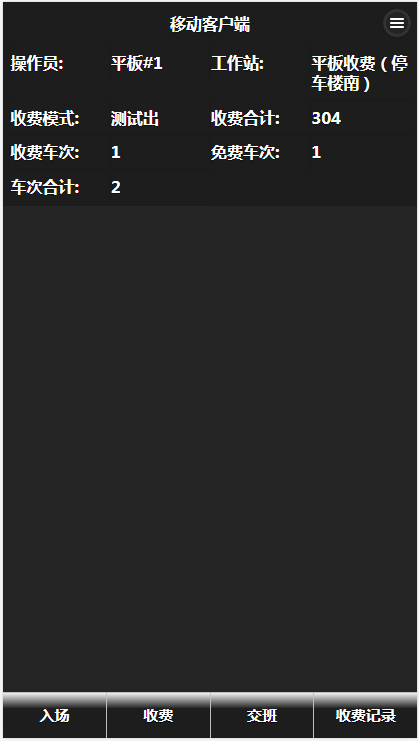 移动客户端
操作员: 平板#1 工作站: 平板收费（停
车楼南）
收费模式: 测试出 收费合计: 304
收费车次: 1 免费车次: 1
车次合计: 2
入场 收费 交班 收费记录